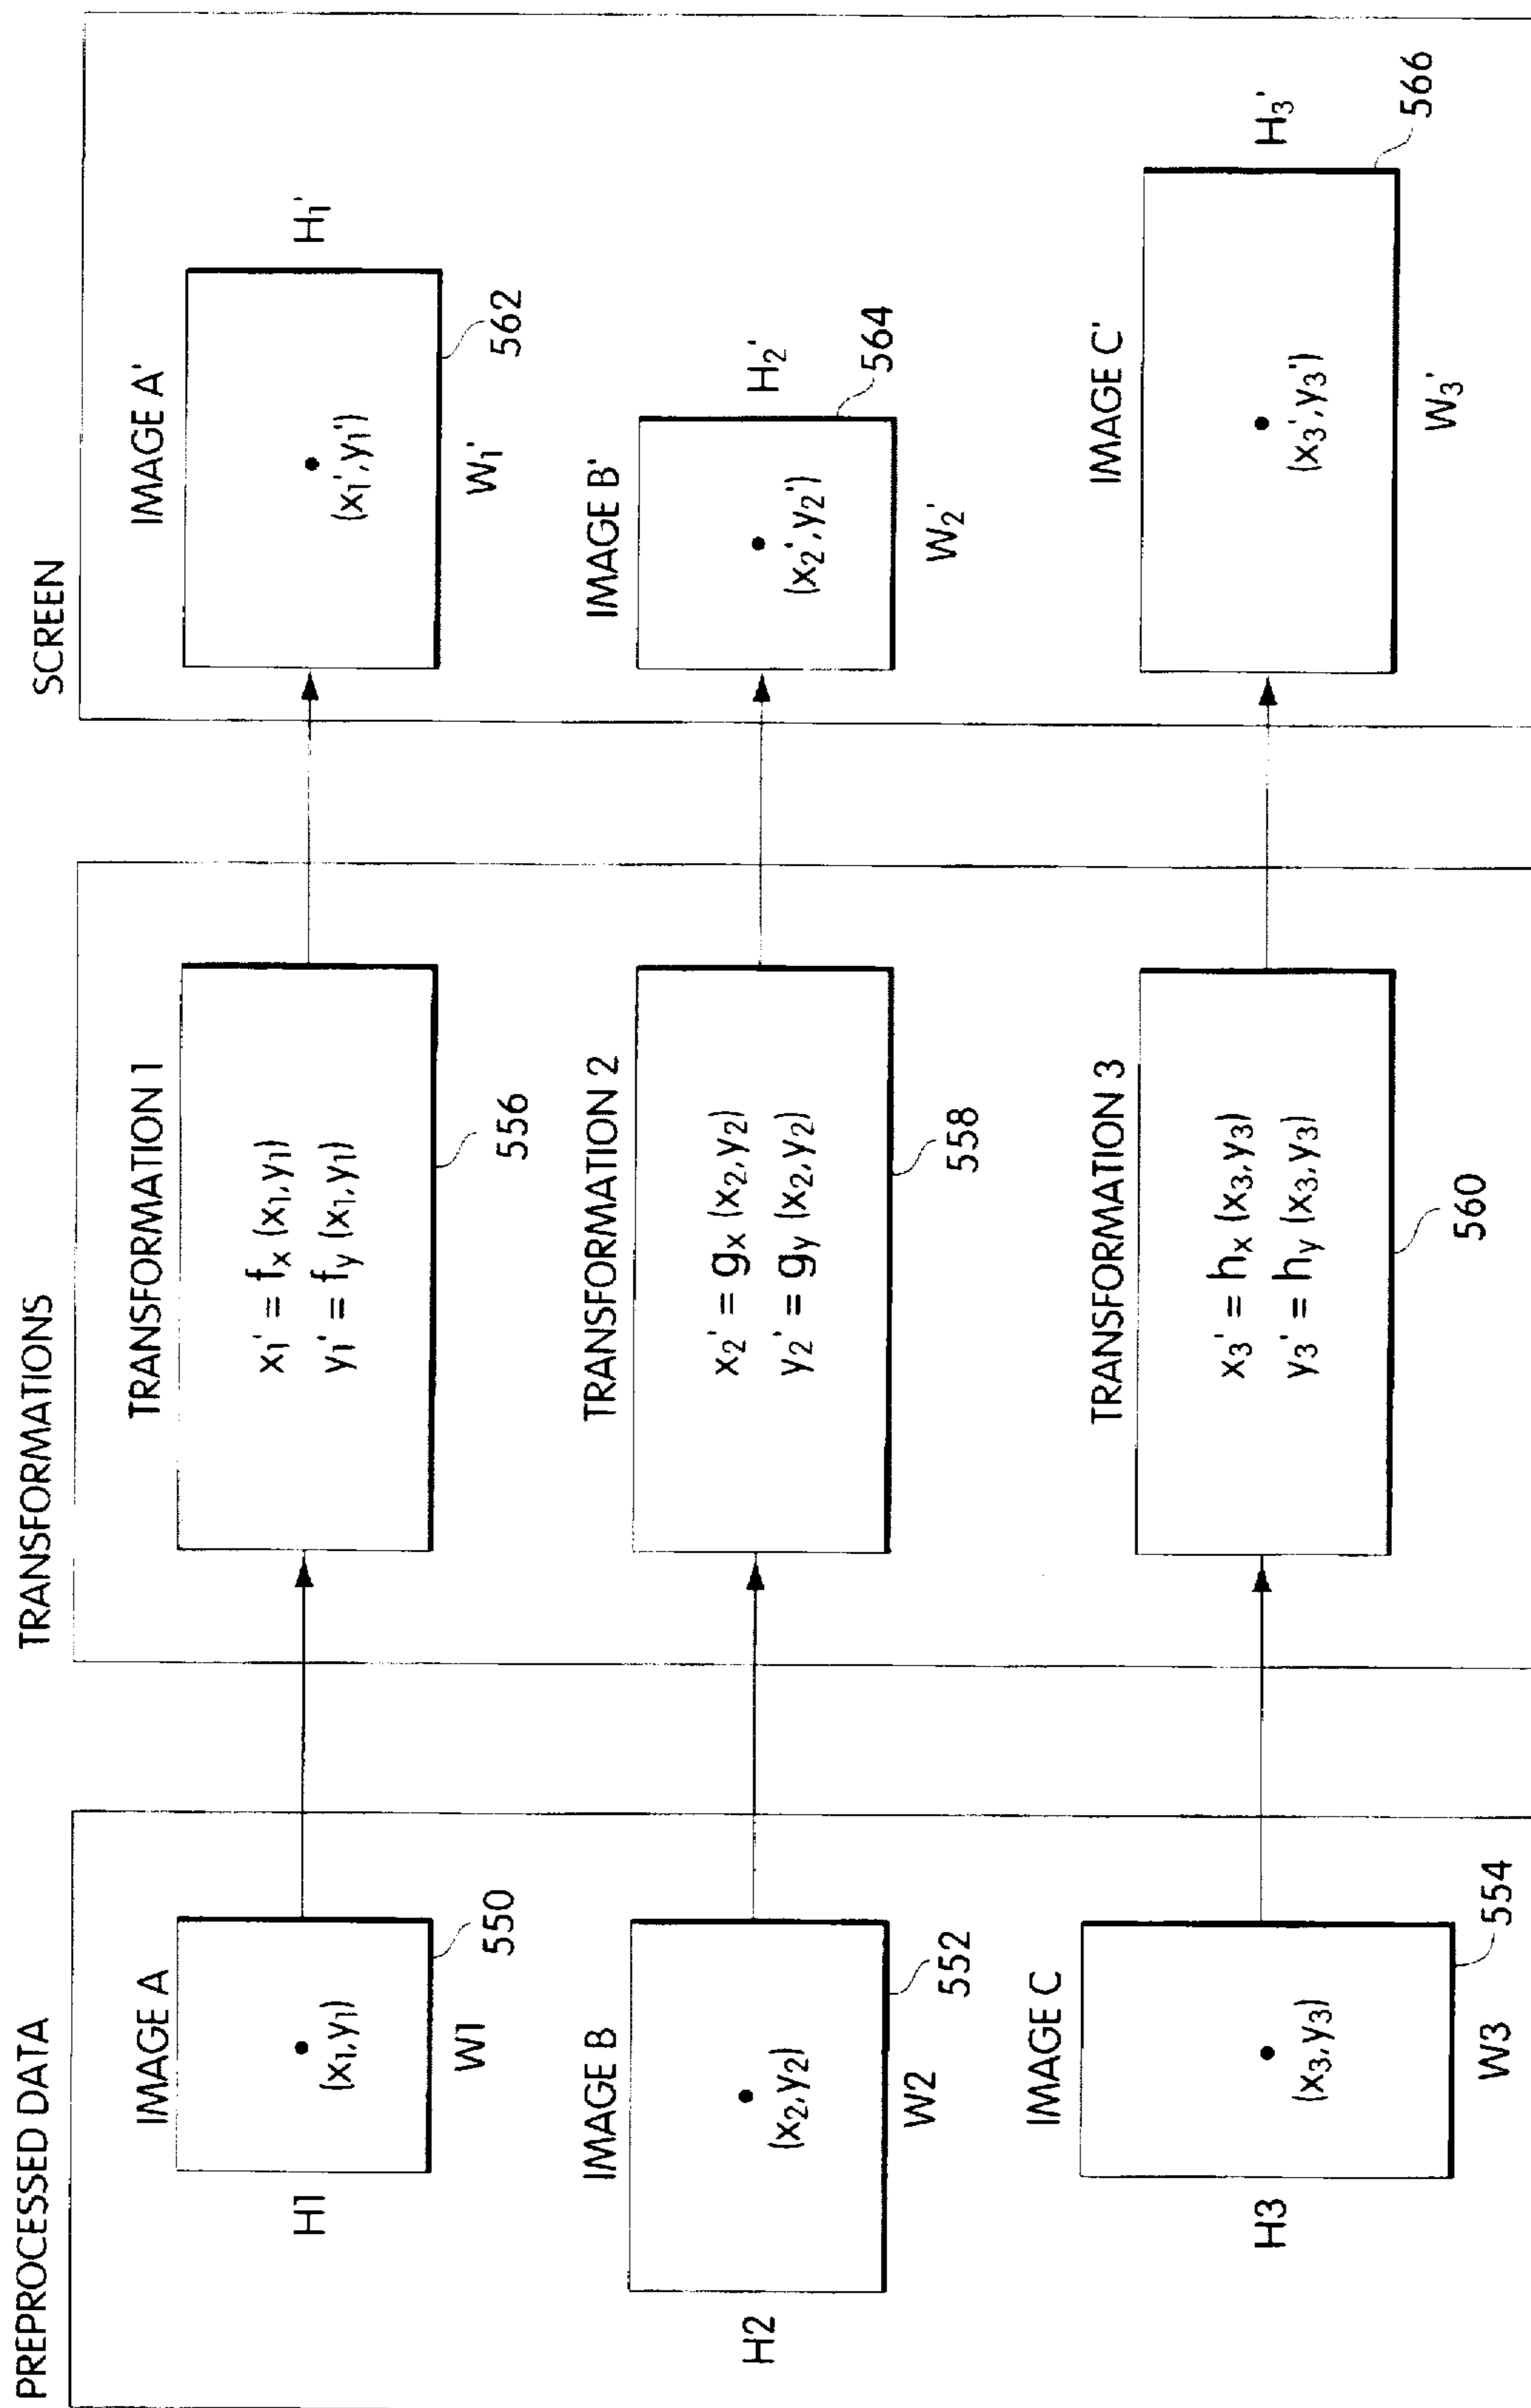 PREPROCESSED DATA
IMAGE A
H1
(x₁,y₁)
W1
550
IMAGE B
H2
(x₂,y₂)
W2
552
IMAGE C
H3
(x₃,y₃)
W3
554
TRANSFORMATIONS
TRANSFORMATION 1
x₁' = fₓ (x₁,y₁)
y₁' = f_y (x₁,y₁)
556
TRANSFORMATION 2
x₂' = gₓ (x₂,y₂)
y₂' = g_y (x₂,y₂)
558
TRANSFORMATION 3
x₃' = hₓ (x₃,y₃)
y₃' = h_y (x₃,y₃)
560
SCREEN
IMAGE A'
(x₁',y₁')
H₁'
W₁'
562
IMAGE B'
(x₂',y₂')
H₂'
W₂'
564
IMAGE C'
(x₃',y₃')
H₃'
W₃'
566